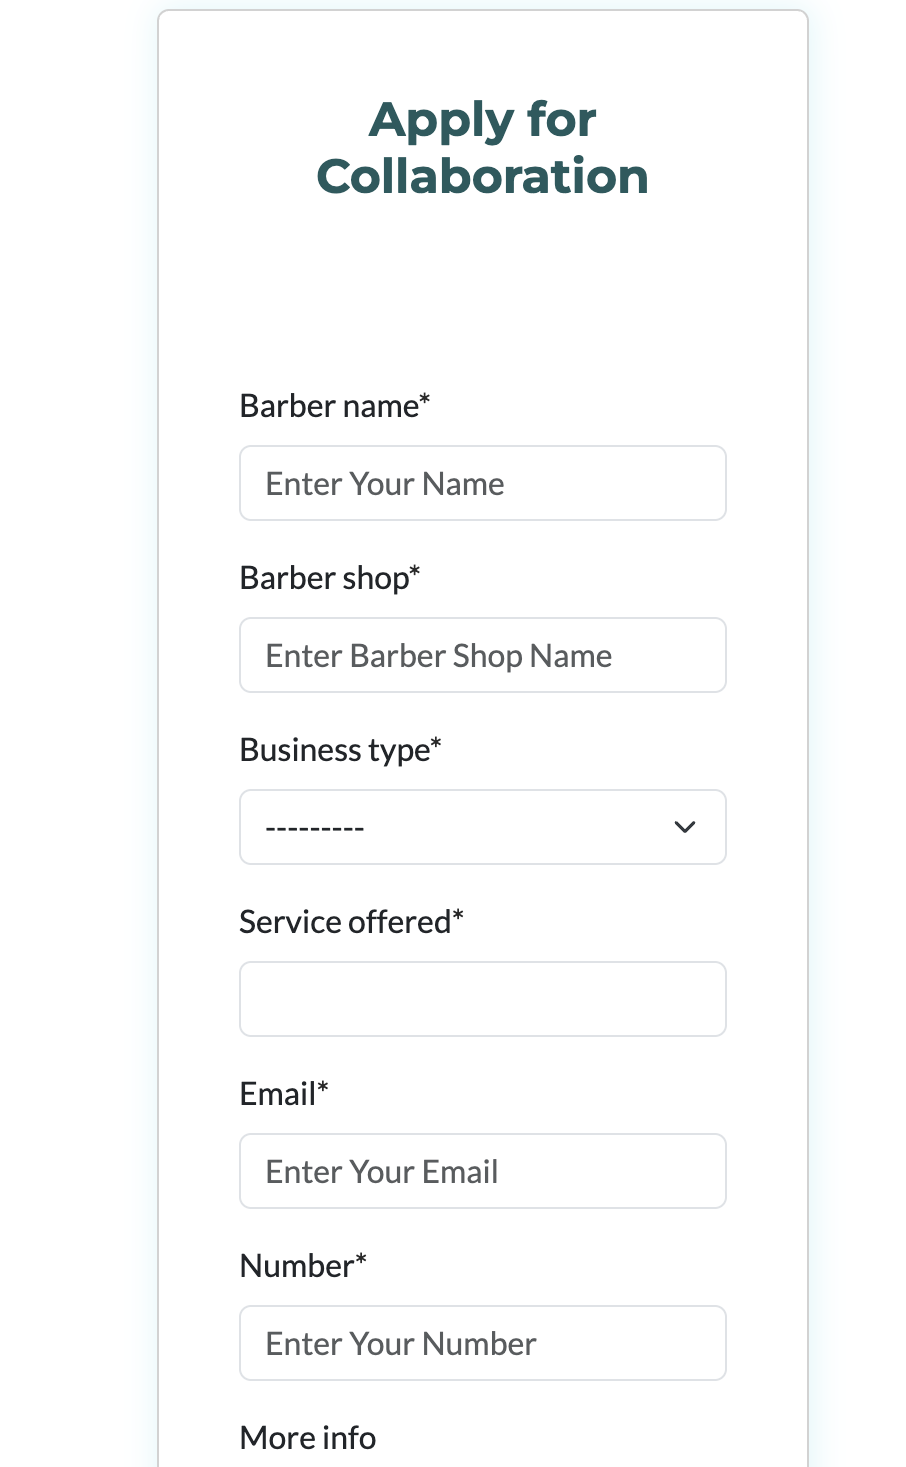 Apply for
Collaboration
Barber name*
Enter Your Name
Barber shop*
Enter Barber Shop Name
Business type*
---------
Service offered*
Email*
Enter Your Email
Number*
Enter Your Number
More info